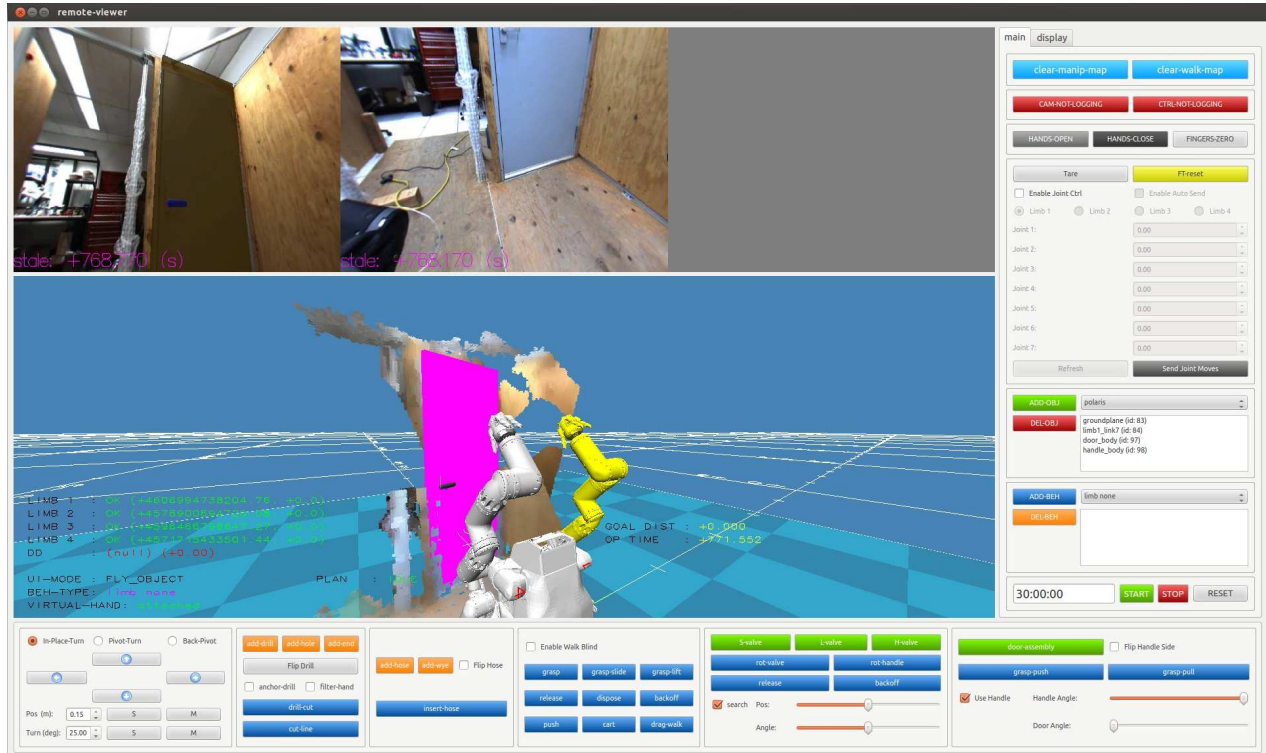 remote-viewer
main display
clear-manip-map clear-walk-map
CAM-NOT-LOGGING CTRL-NOT-LOGGING
HANDS-OPEN HANDS-CLOSE FINGERS-ZERO
Tare FT-reset
Enable Joint Ctrl Enable Auto Send
Limb 1 Limb 2 Limb 3 Limb 4
Joint 1: 0.00
Joint 2: 0.00
Joint 3: 0.00
Joint 4: 0.00
Joint 5: 0.00
Joint 6: 0.00
Joint 7: 0.00
Refresh Send Joint Moves
ADD-OBJ polaris
DEL-OBJ
groundplane (id: 83)
limb1_link7 (id: 84)
door_body (id: 97)
handle_body (id: 98)
ADD-BEH limb none
DEL-BEH
30:00:00 START STOP RESET
stale: +768.170 (s) stale: +768.170 (s)
LIMB 1 : OK
LIMB 2 : OK
LIMB 3 : OK
LIMB 4 : OK
DD : (null) (+0.00)
GOAL DIST : +0.000
OP TIME : +771.552
UI-MODE : FLY_OBJECT PLAN :
BEH-TYPE: limb none
VIRTUAL-HAND:
In-Place-Turn Pivot-Turn Back-Pivot
Pos (m): 0.15 S M
Turn (deg): 25.00 S M
add-drill add-hole add-end
Flip Drill
anchor-drill filter-hand
drill-cut
cut-line
add-hose add-wye Flip Hose
insert-hose
Enable Walk Blind
grasp grasp-slide grasp-lift
release dispose backoff
push cart drag-walk
S-valve L-valve H-valve
rot-valve rot-handle
release backoff
search Pos:
Angle:
door-assembly Flip Handle Side
grasp-push grasp-pull
Use Handle Handle Angle:
Door Angle: